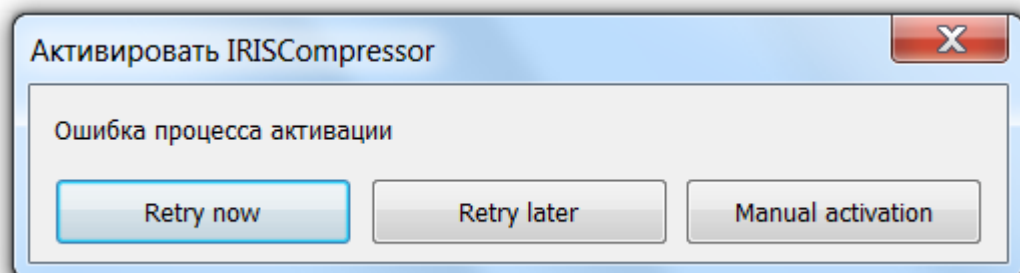 Активировать IRISCompressor
Ошибка процесса активации
Retry now
Retry later
Manual activation